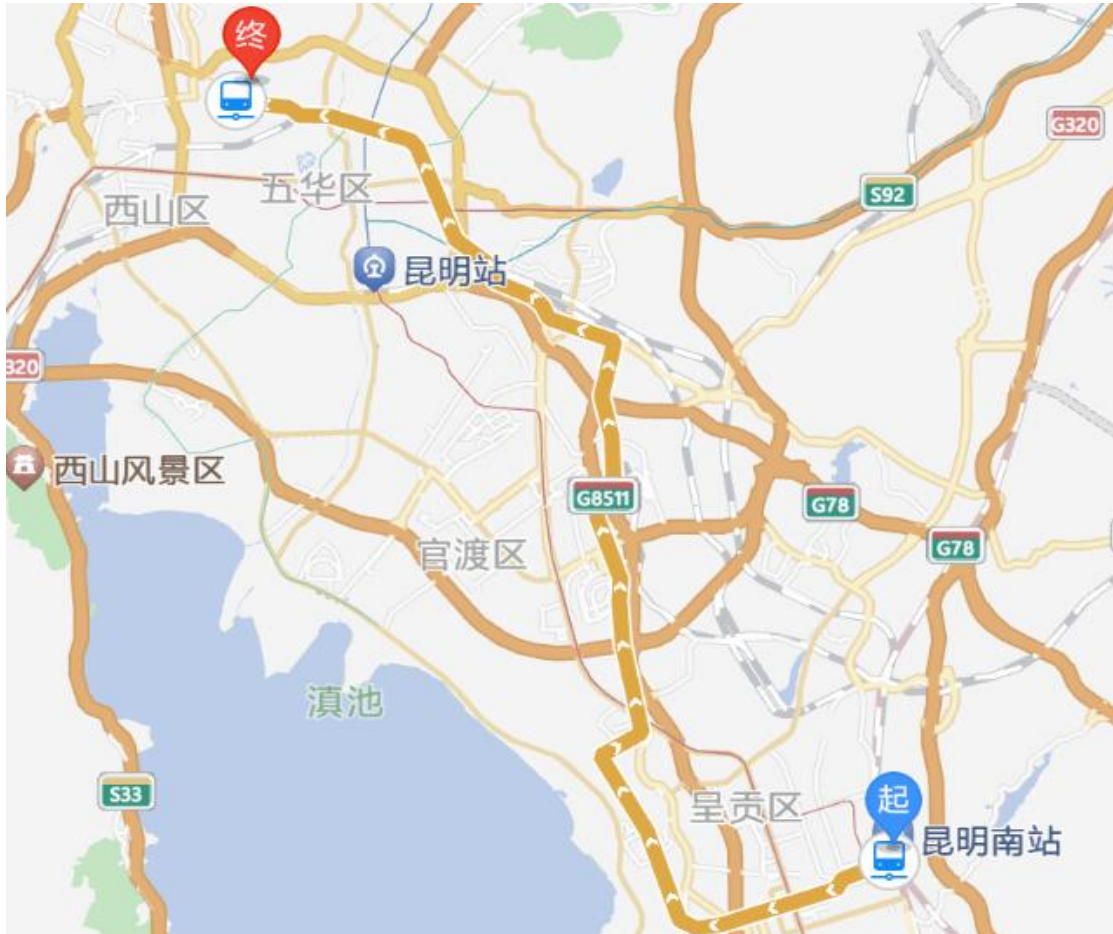 终
G320
五华区
西山区
S92
昆明站
320
西山风景区
G8511
G78
官渡区
G78
滇池
S33
呈贡区
起
昆明南站